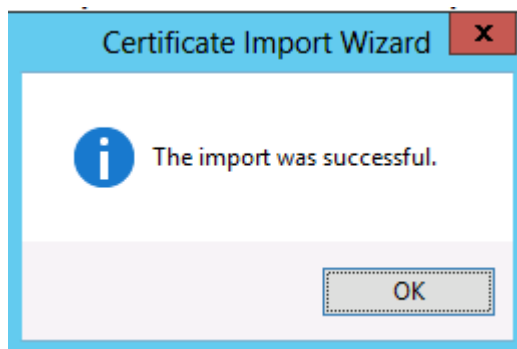 Certificate Import Wizard
x
The import was successful.
OK